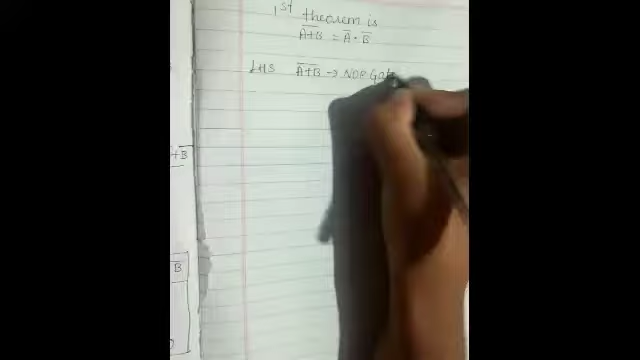 1st theorem is
A̅+̅B̅ = A̅ · B̅
LHS A̅+̅B̅ → NOR Gate
+B̅
B̅